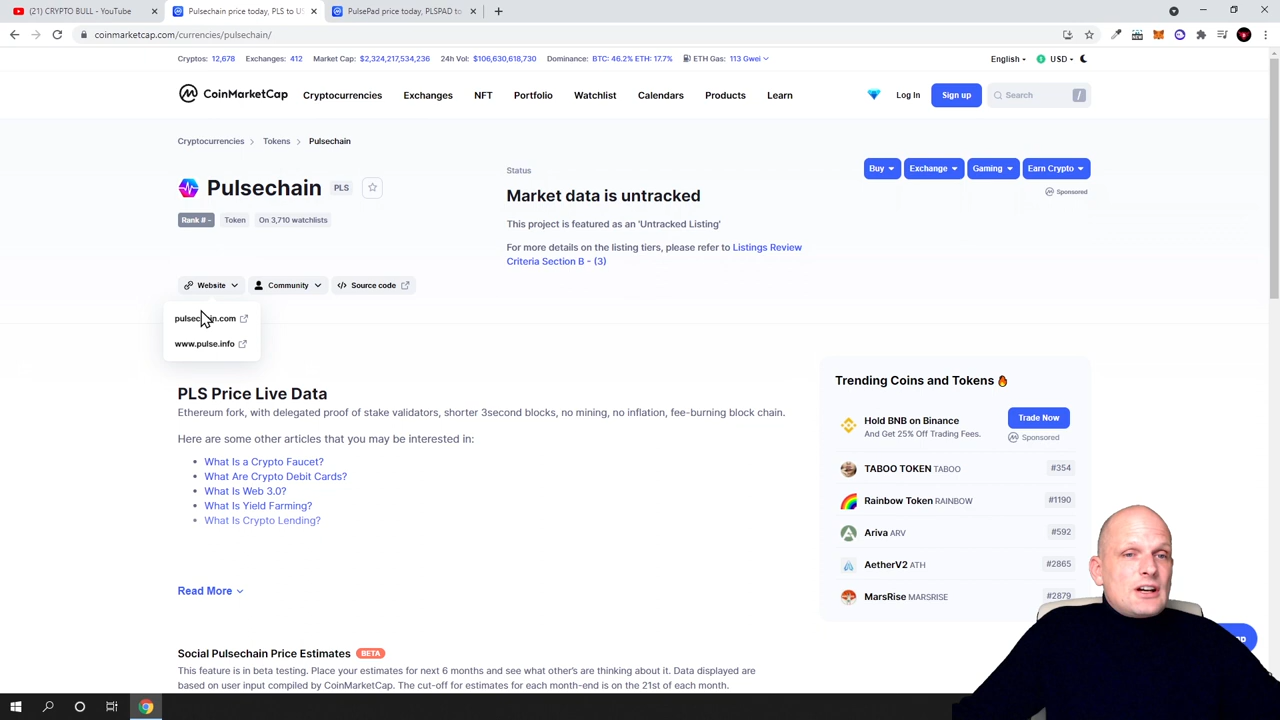 (21) CRYPTO BULL - YouTube
Pulsechain price today, PLS to US
PulsePad price today, PLSPAD to
coinmarketcap.com/currencies/pulsechain/
Cryptos: 12,678 Exchanges: 412 Market Cap: $2,324,217,534,236 24h Vol: $106,630,618,730 Dominance: BTC: 46.2% ETH: 17.7% ETH Gas: 113 Gwei
English USD
CoinMarketCap Cryptocurrencies Exchanges NFT Portfolio Watchlist Calendars Products Learn Log In Sign up Search /
Cryptocurrencies > Tokens > Pulsechain
Pulsechain PLS
Rank # - Token On 3,710 watchlists
Website Community Source code
www.pulse.info
Status
Market data is untracked
This project is featured as an 'Untracked Listing'
For more details on the listing tiers, please refer to Listings Review
Criteria Section B - (3)
Buy Exchange Gaming Earn Crypto
Sponsored
PLS Price Live Data
Ethereum fork, with delegated proof of stake validators, shorter 3second blocks, no mining, no inflation, fee-burning block chain.
Here are some other articles that you may be interested in:
What Is a Crypto Faucet?
What Are Crypto Debit Cards?
What Is Web 3.0?
What Is Yield Farming?
What Is Crypto Lending?
Read More
Social Pulsechain Price Estimates BETA
This feature is in beta testing. Place your estimates for next 6 months and see what other's are thinking about it. Data displayed are
based on user input compiled by CoinMarketCap. The cut-off for estimates for each month-end is on the 21st of each month.
Trending Coins and Tokens
Hold BNB on Binance
And Get 25% Off Trading Fees.
Trade Now
Sponsored
TABOO TOKEN TABOO #354
Rainbow Token RAINBOW #1190
Ariva ARV #592
AetherV2 ATH #2865
MarsRise MARSRISE #2879